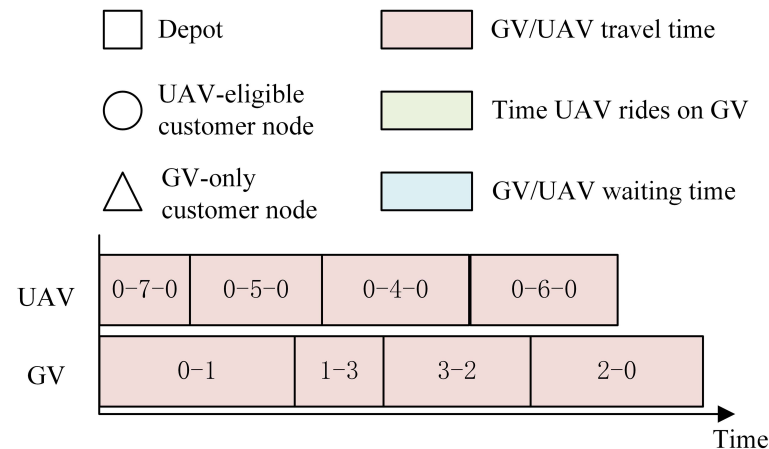 Depot
GV/UAV travel time
UAV-eligible
customer node
Time UAV rides on GV
GV-only
customer node
GV/UAV waiting time
UAV
0-7-0
0-5-0
0-4-0
0-6-0
GV
0-1
1-3
3-2
2-0
Time